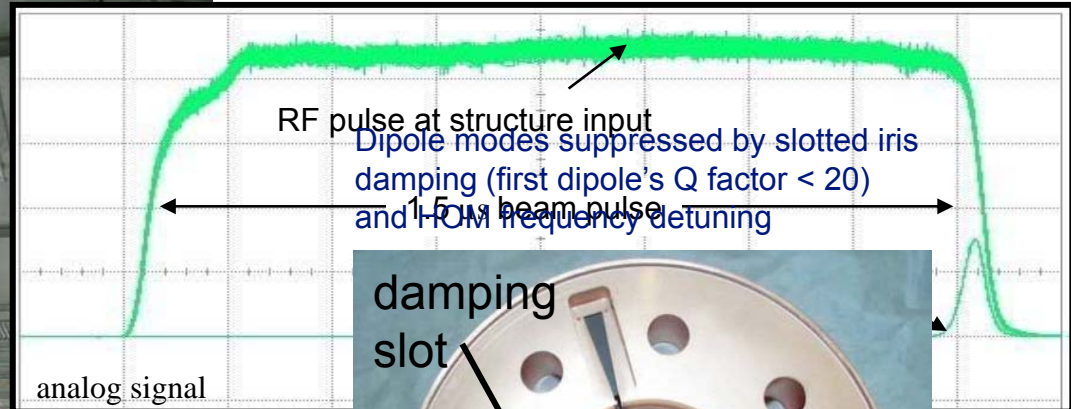 RF pulse at structure input
Dipole modes suppressed by slotted iris
damping (first dipole's Q factor < 20)
1.5 µs beam pulse
and HOM frequency detuning
damping
slot
analog signal